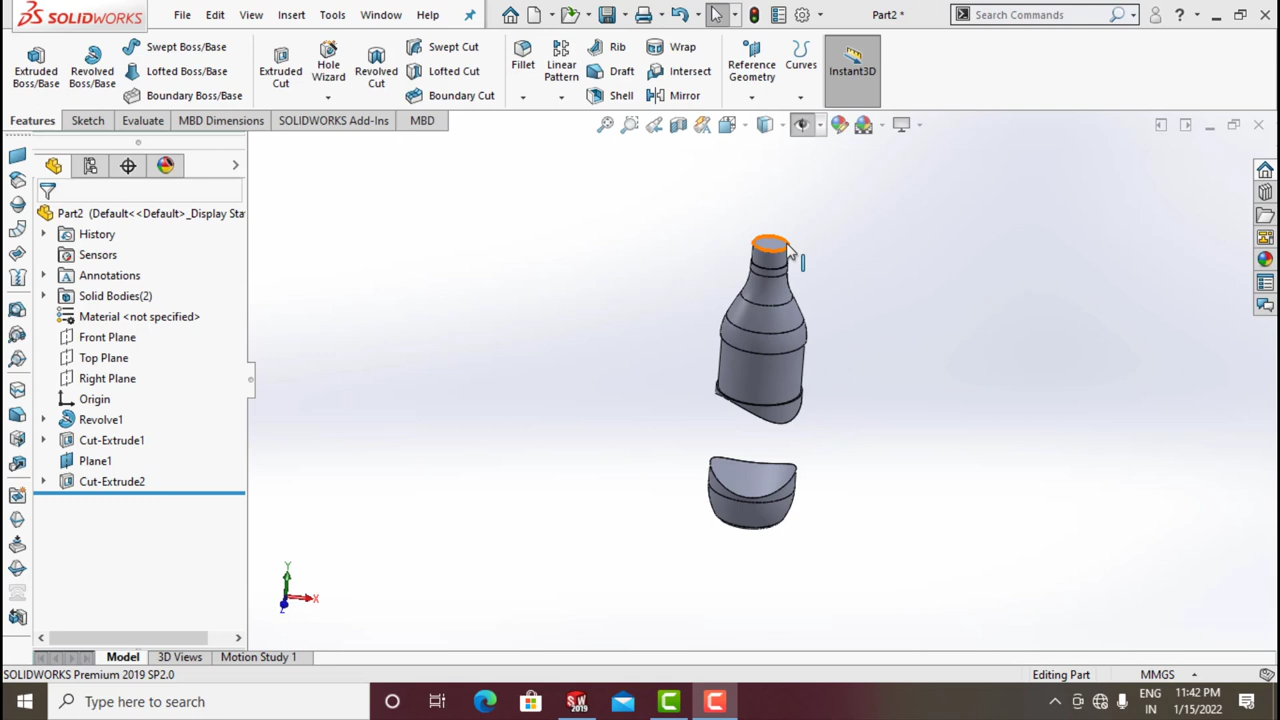 SOLIDWORKS
File Edit View Insert Tools Window Help
Part2 *
Search Commands
Extruded Boss/Base
Revolved Boss/Base
Swept Boss/Base
Lofted Boss/Base
Boundary Boss/Base
Extruded Cut
Hole Wizard
Revolved Cut
Swept Cut
Lofted Cut
Boundary Cut
Fillet
Linear Pattern
Rib
Draft
Shell
Wrap
Intersect
Mirror
Reference Geometry
Curves
Instant3D
Features Sketch Evaluate MBD Dimensions SOLIDWORKS Add-Ins MBD
Part2 (Default<<Default>_Display Sta
History
Sensors
Annotations
Solid Bodies(2)
Material <not specified>
Front Plane
Top Plane
Right Plane
Origin
Revolve1
Cut-Extrude1
Plane1
Cut-Extrude2
Y
X
Z
Model 3D Views Motion Study 1
SOLIDWORKS Premium 2019 SP2.0
Editing Part
MMGS
Type here to search
SW 2019
ENG
IN
11:42 PM
1/15/2022